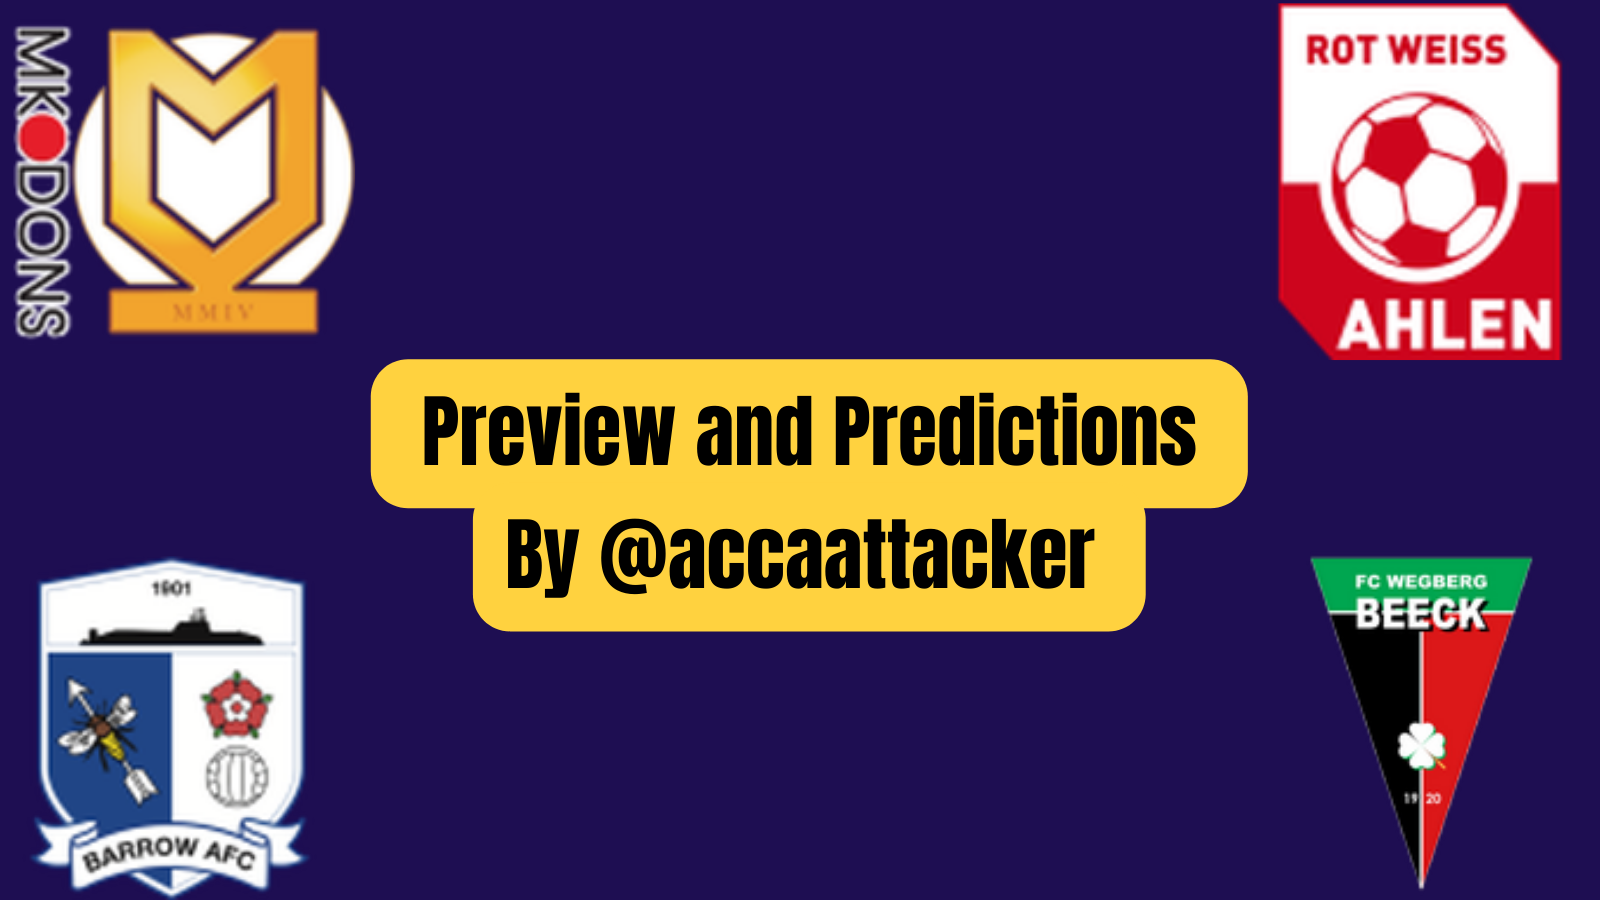 MK DONS
MMIV
ROT WEISS
AHLEN
Preview and Predictions
By @accaattacker
1901
BARROW AFC
FC WEGBERG
BEECK
19 20